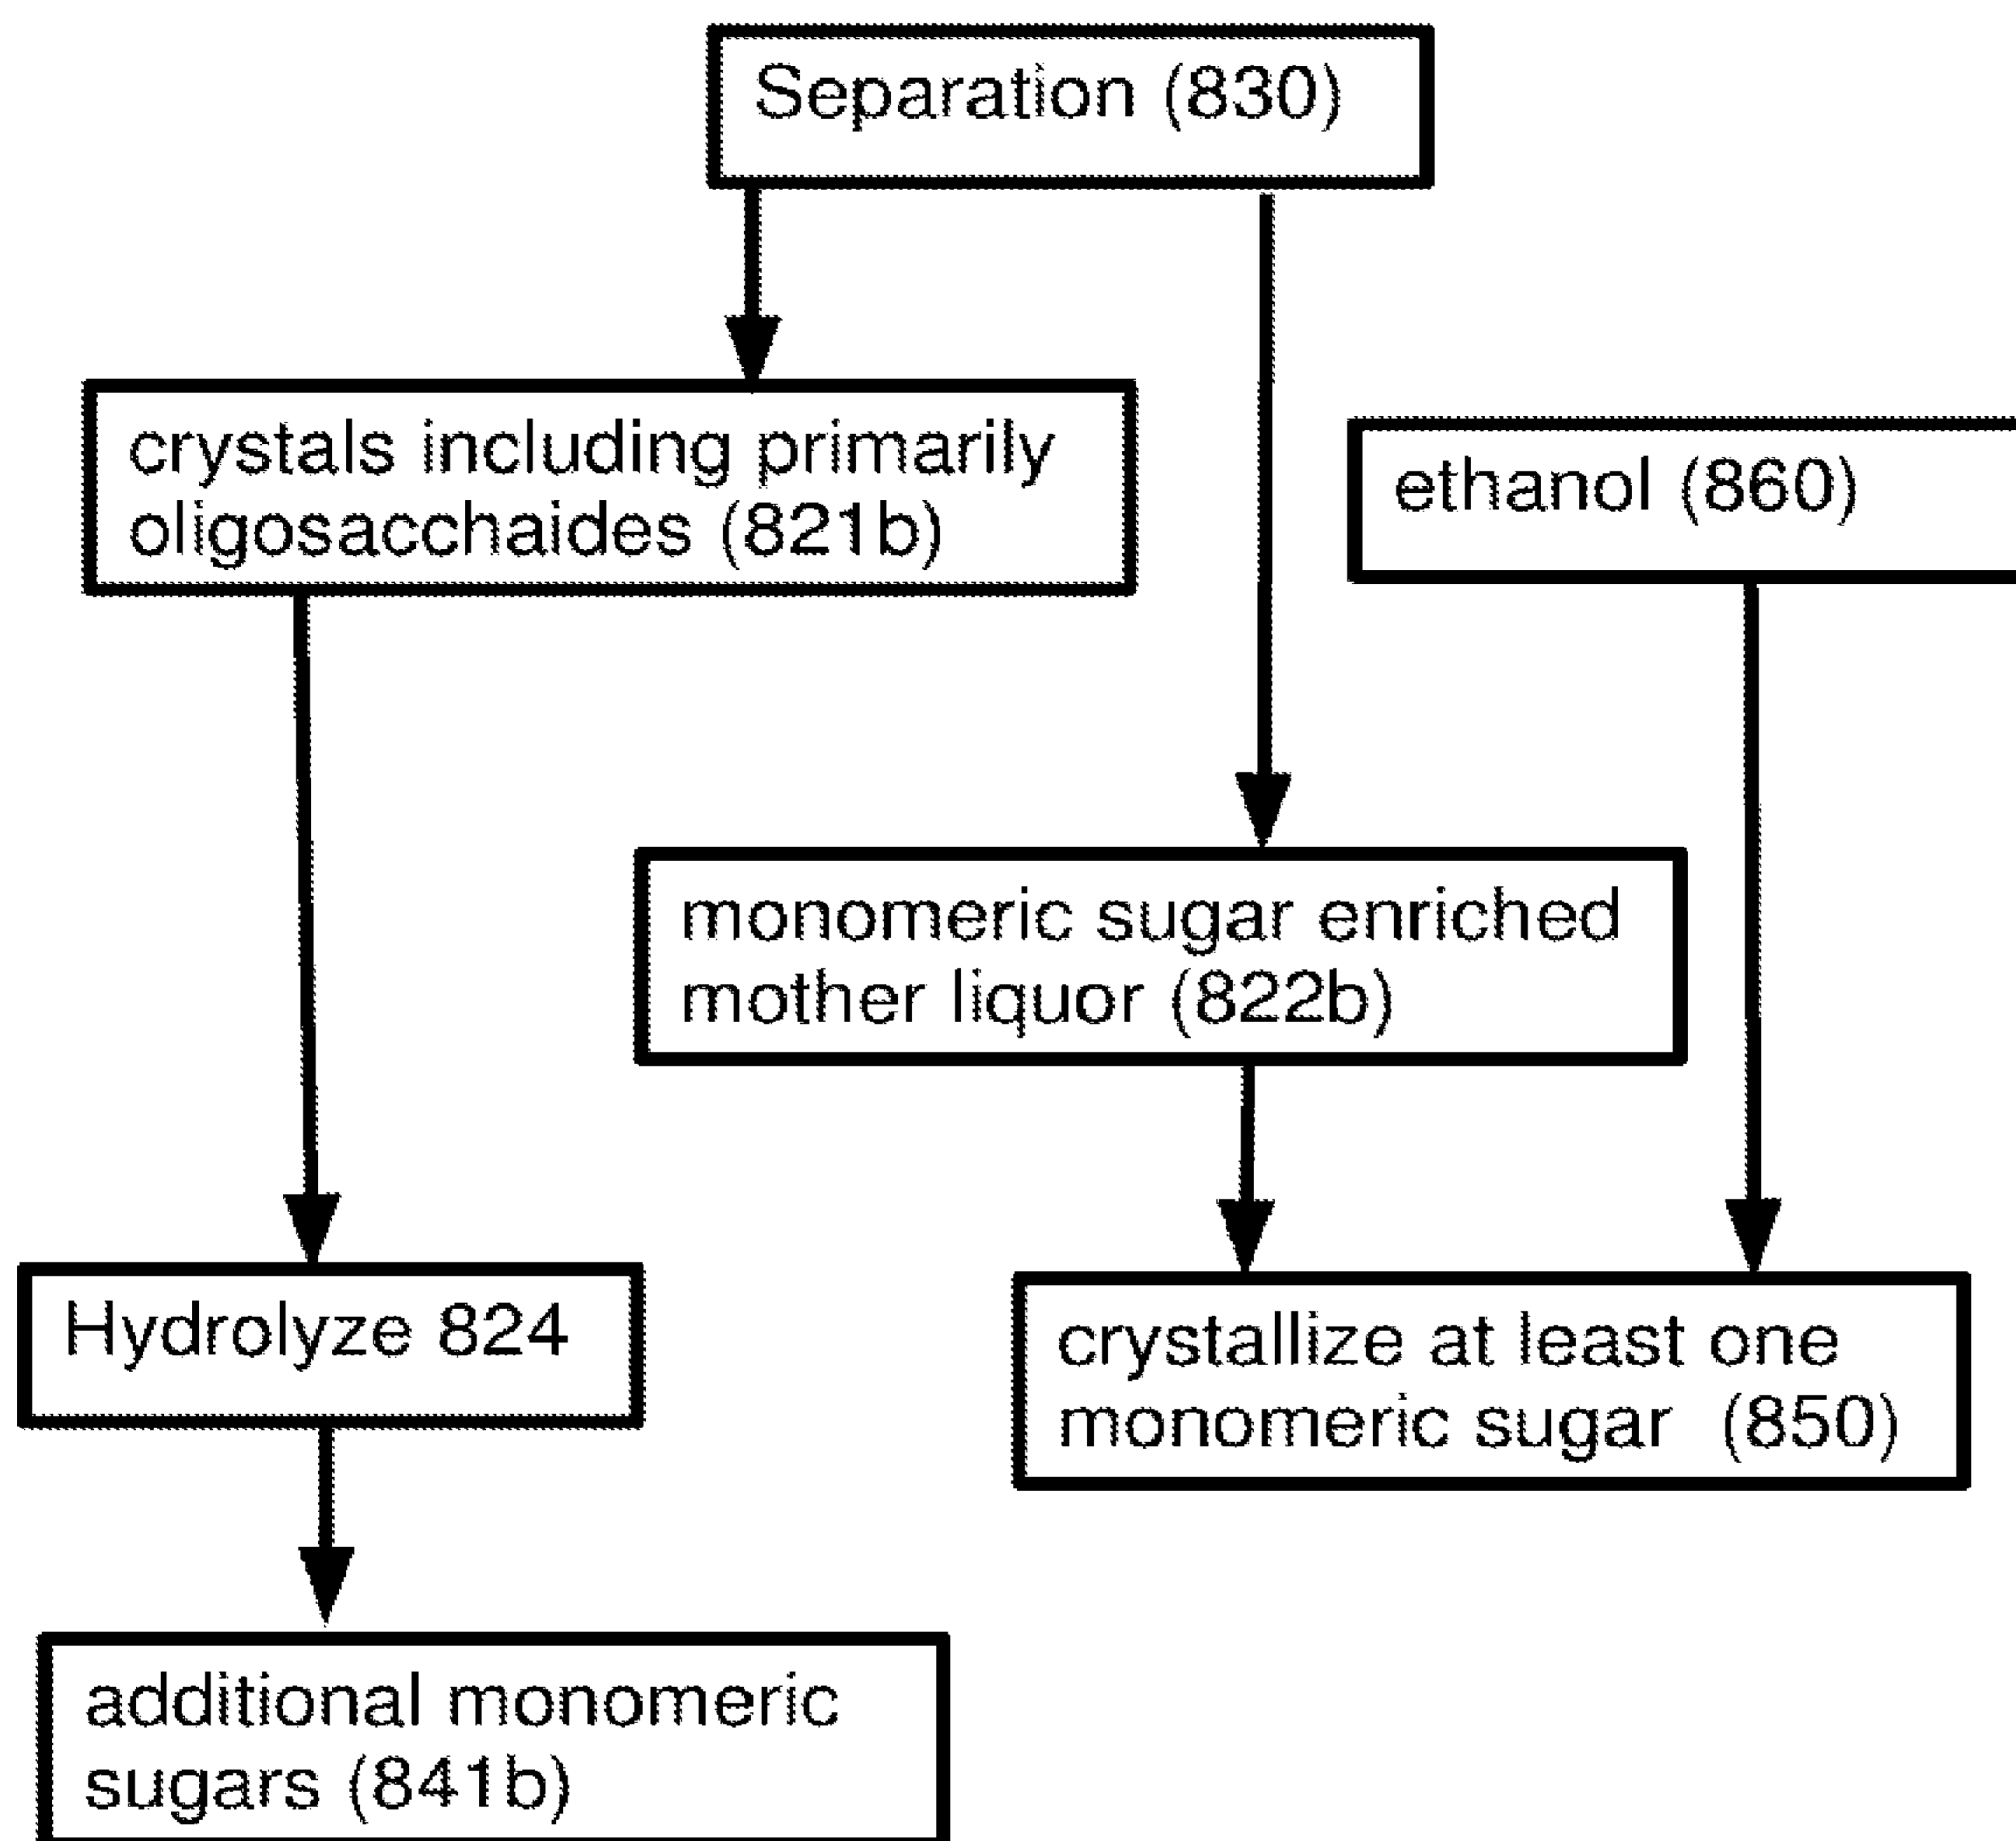 Separation (830)
crystals including primarily
oligosacchaides (821b)
ethanol (860)
monomeric sugar enriched
mother liquor (822b)
Hydrolyze 824
crystallize at least one
monomeric sugar (850)
additional monomeric
sugars (841b)